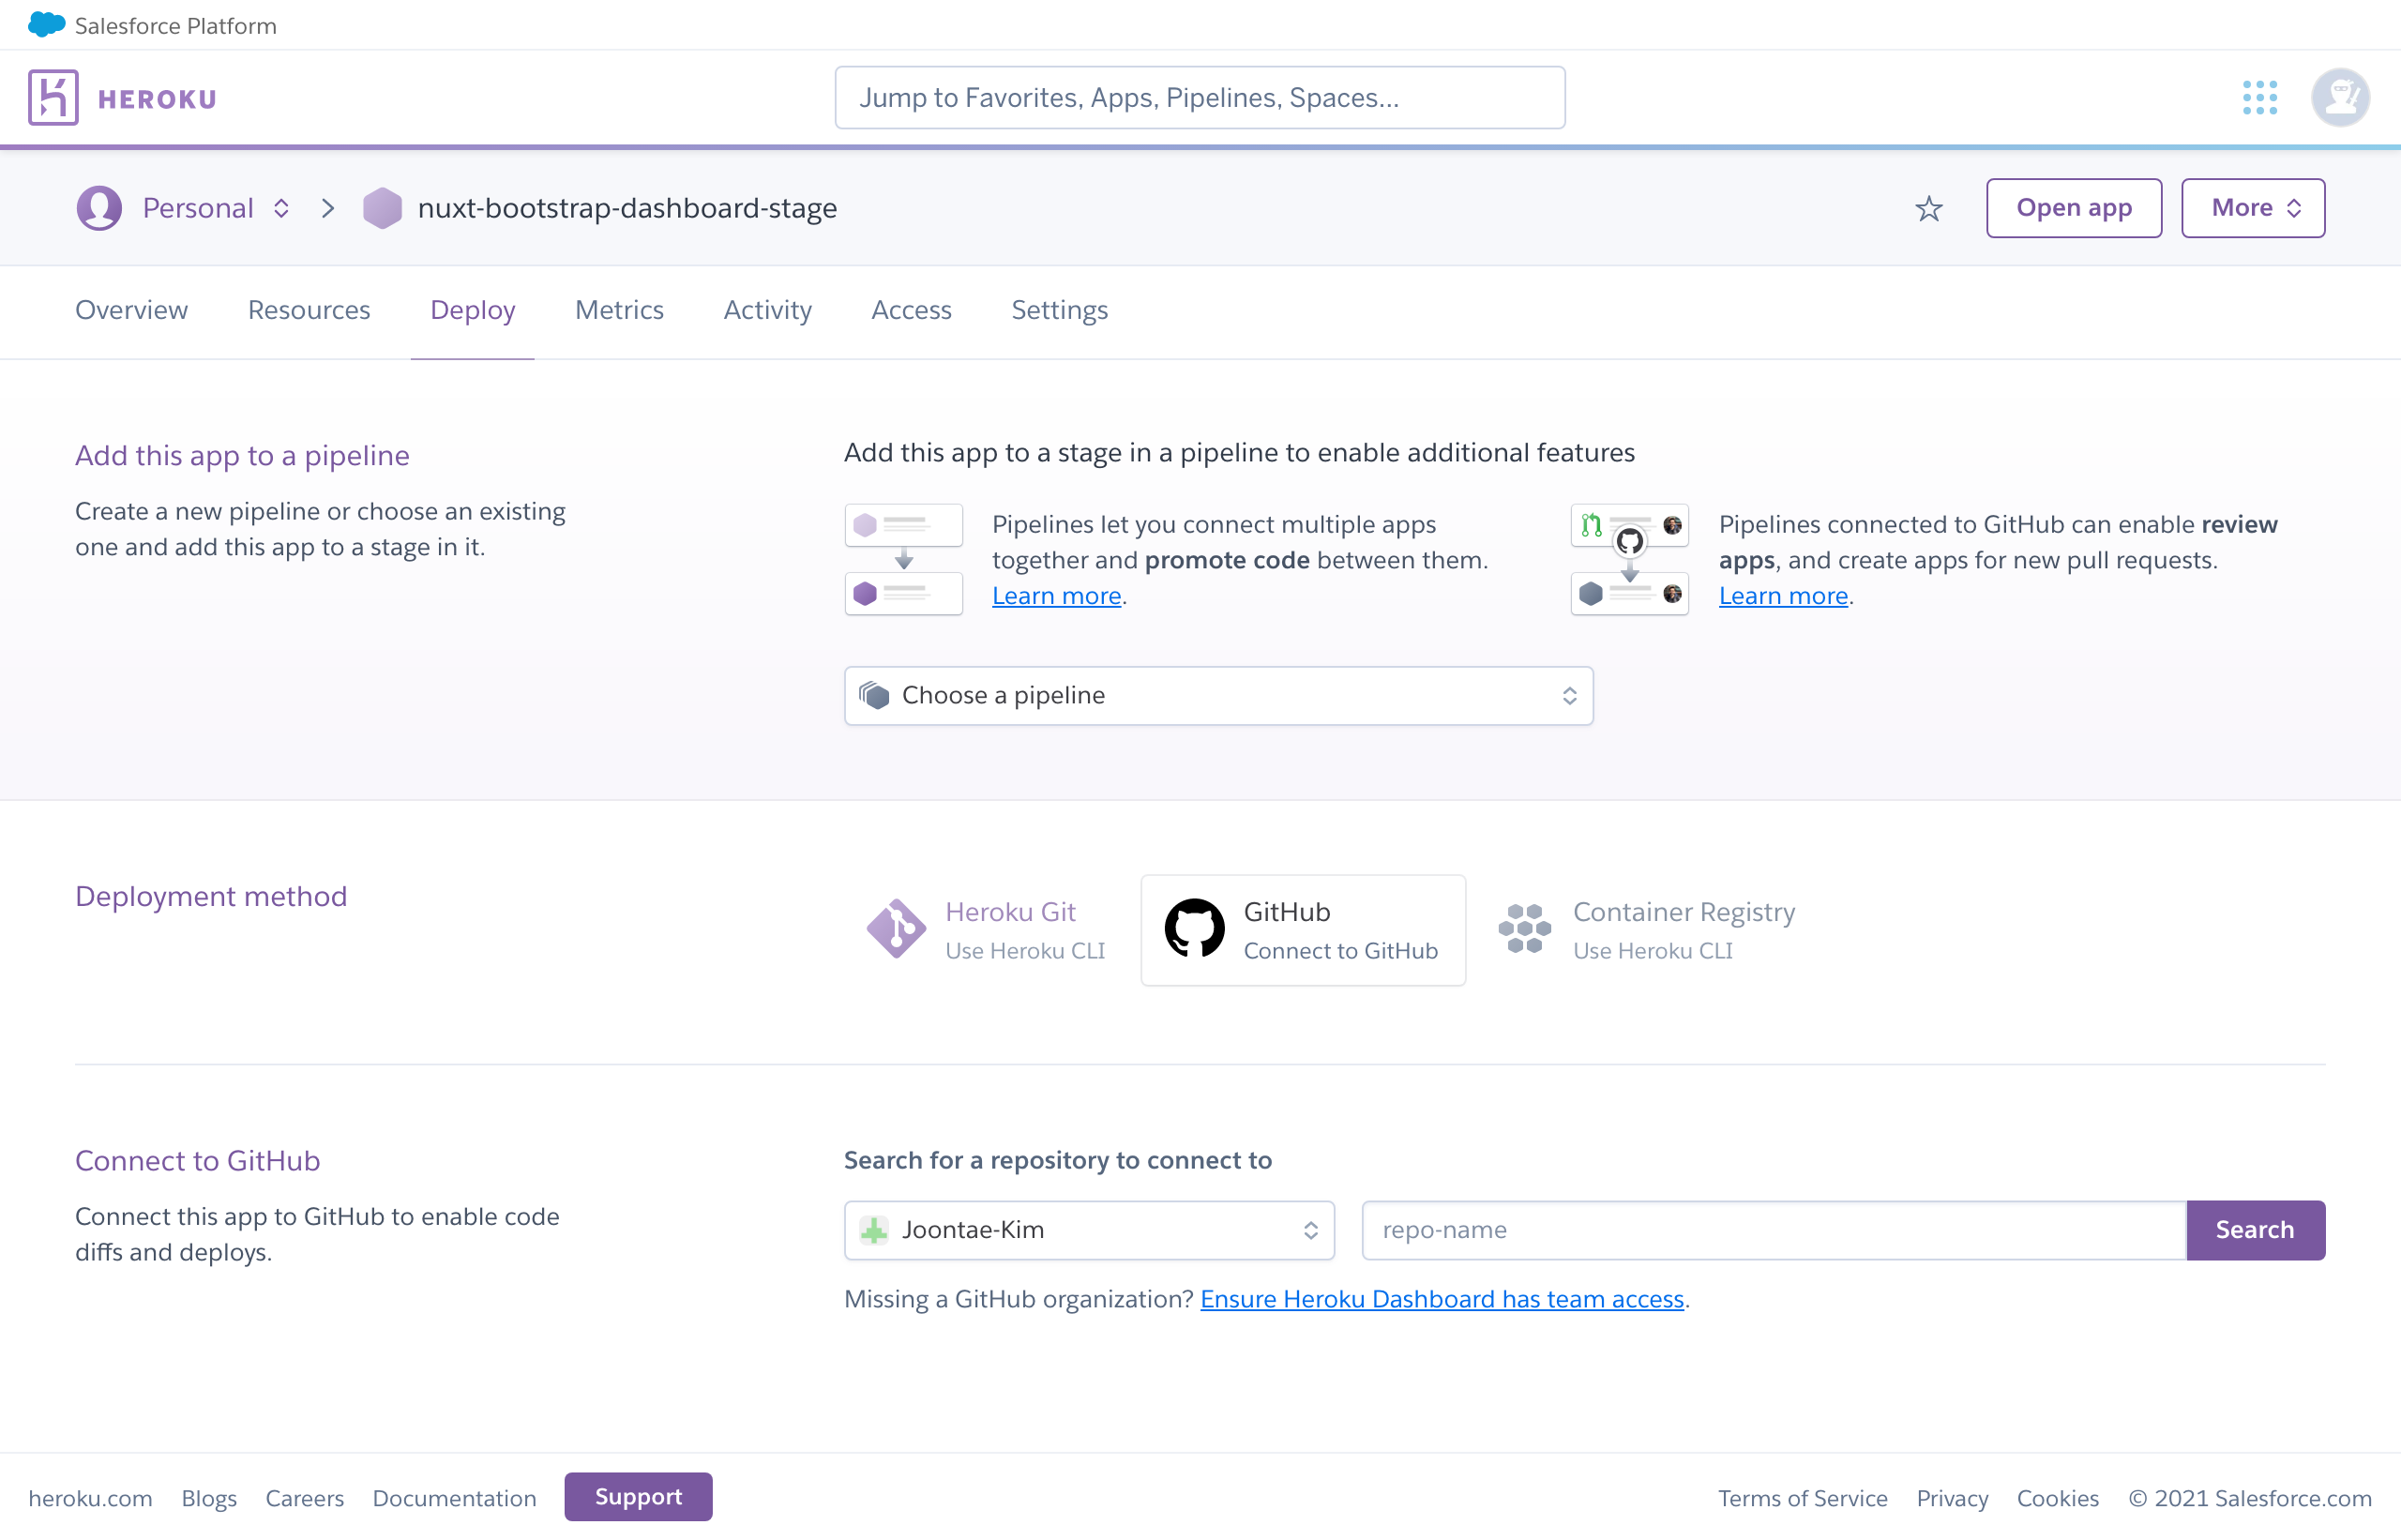 Salesforce Platform
HEROKU
Jump to Favorites, Apps, Pipelines, Spaces...
Personal
nuxt-bootstrap-dashboard-stage
Open app
More
Overview
Resources
Deploy
Metrics
Activity
Access
Settings
Add this app to a pipeline
Create a new pipeline or choose an existing
one and add this app to a stage in it.
Add this app to a stage in a pipeline to enable additional features
Pipelines let you connect multiple apps
together and promote code between them.
Learn more.
Pipelines connected to GitHub can enable review
apps, and create apps for new pull requests.
Learn more.
Choose a pipeline
Deployment method
Heroku Git
Use Heroku CLI
GitHub
Connect to GitHub
Container Registry
Use Heroku CLI
Connect to GitHub
Connect this app to GitHub to enable code
diffs and deploys.
Search for a repository to connect to
Joontae-Kim
repo-name
Search
Missing a GitHub organization? Ensure Heroku Dashboard has team access.
heroku.com
Blogs
Careers
Documentation
Support
Terms of Service
Privacy
Cookies
© 2021 Salesforce.com